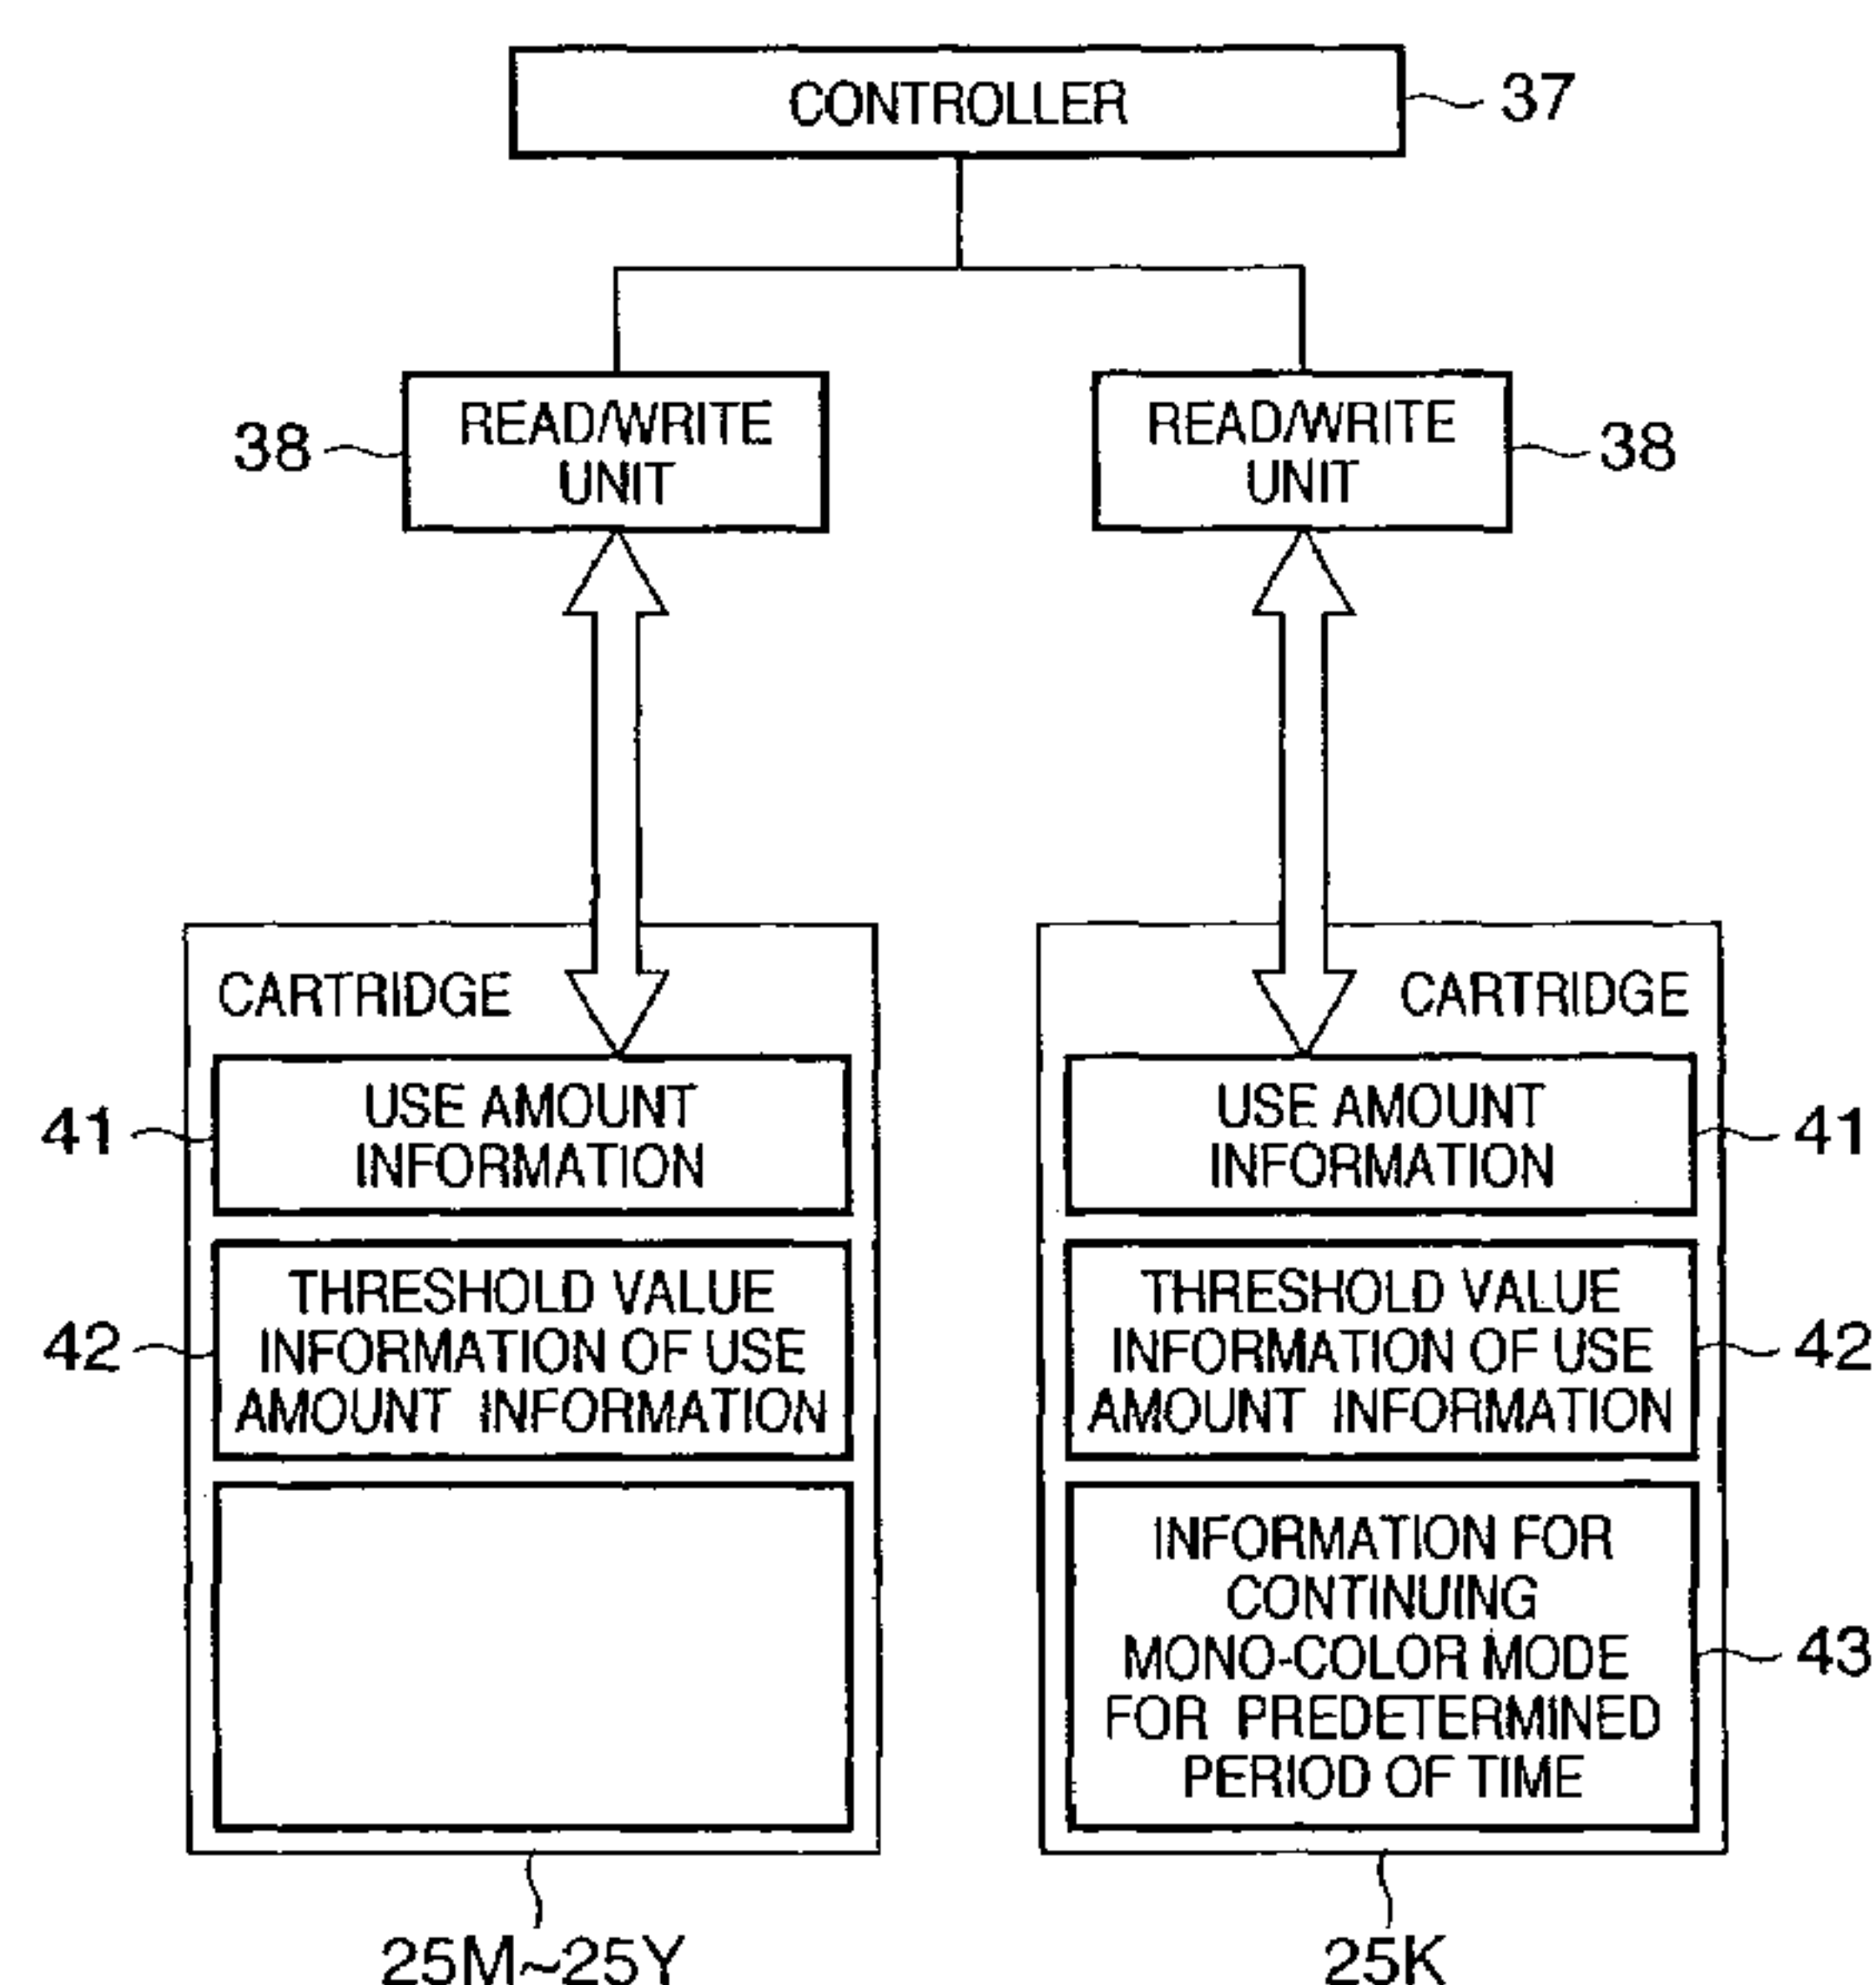 CONTROLLER
37
38
READ/WRITE
UNIT
READ/WRITE
UNIT
38
CARTRIDGE
41
USE AMOUNT
INFORMATION
42
THRESHOLD VALUE
INFORMATION OF USE
AMOUNT INFORMATION
25M~25Y
CARTRIDGE
USE AMOUNT
INFORMATION
41
THRESHOLD VALUE
INFORMATION OF USE
AMOUNT INFORMATION
42
INFORMATION FOR
CONTINUING
MONO-COLOR MODE
FOR PREDETERMINED
PERIOD OF TIME
43
25K